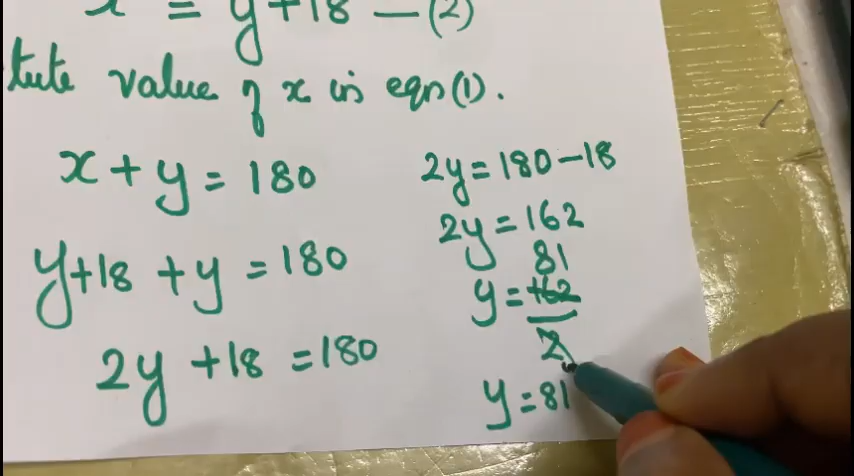 x = y+18 — (2)
tute value of x in eqn (1).
x + y = 180
y+18 + y = 180
2y + 18 = 180
2y = 180 – 18
2y = 162
81
y = 162
2
y = 81